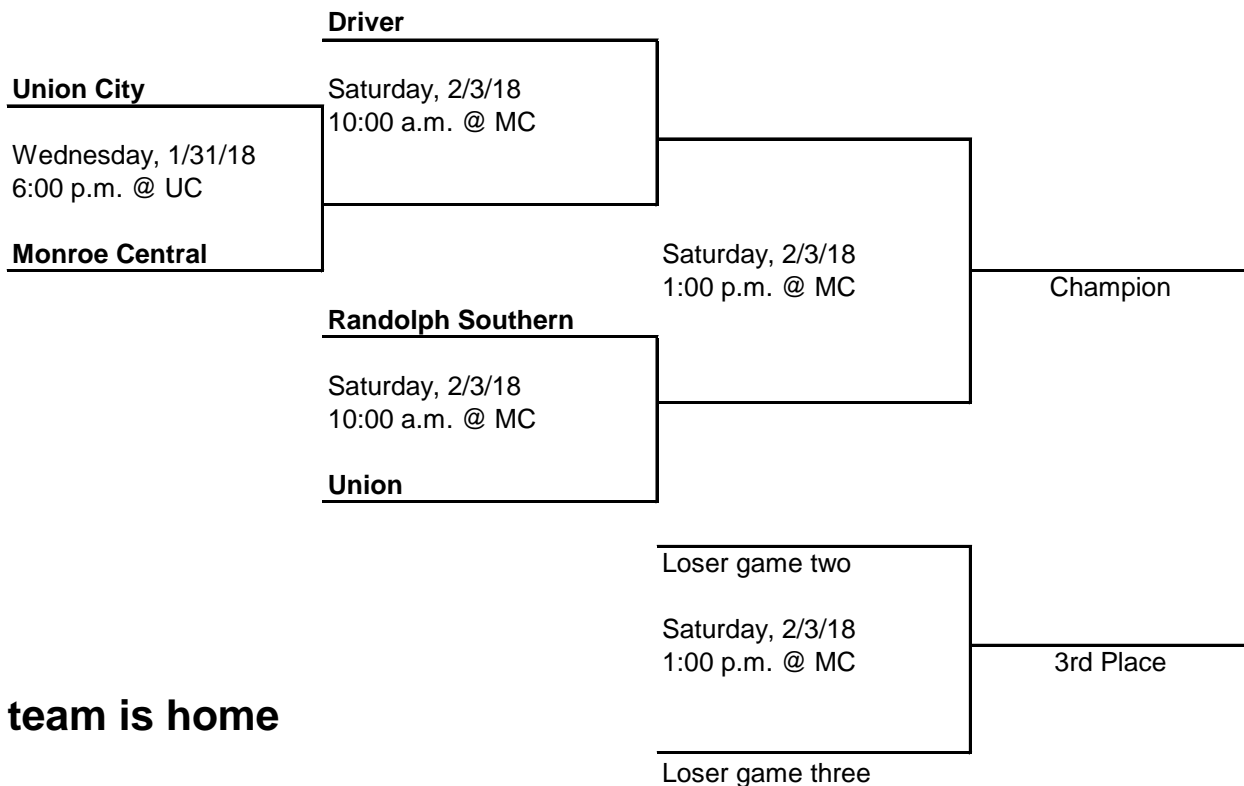 Driver
Union City
Saturday, 2/3/18
10:00 a.m. @ MC
Wednesday, 1/31/18
6:00 p.m. @ UC
Monroe Central
Saturday, 2/3/18
1:00 p.m. @ MC
Champion
Randolph Southern
Saturday, 2/3/18
10:00 a.m. @ MC
Union
Loser game two
Saturday, 2/3/18
1:00 p.m. @ MC
3rd Place
team is home
Loser game three